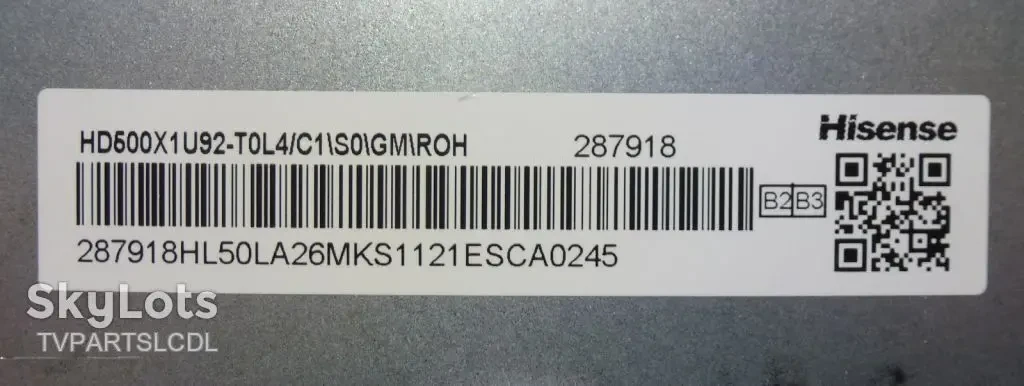 HD500X1U92-T0L4/C1\S0\GM\ROH 287918
Hisense
B2 B3
287918HL50LA26MKS1121ESCA0245
SkyLots
TVPARTSLCDL